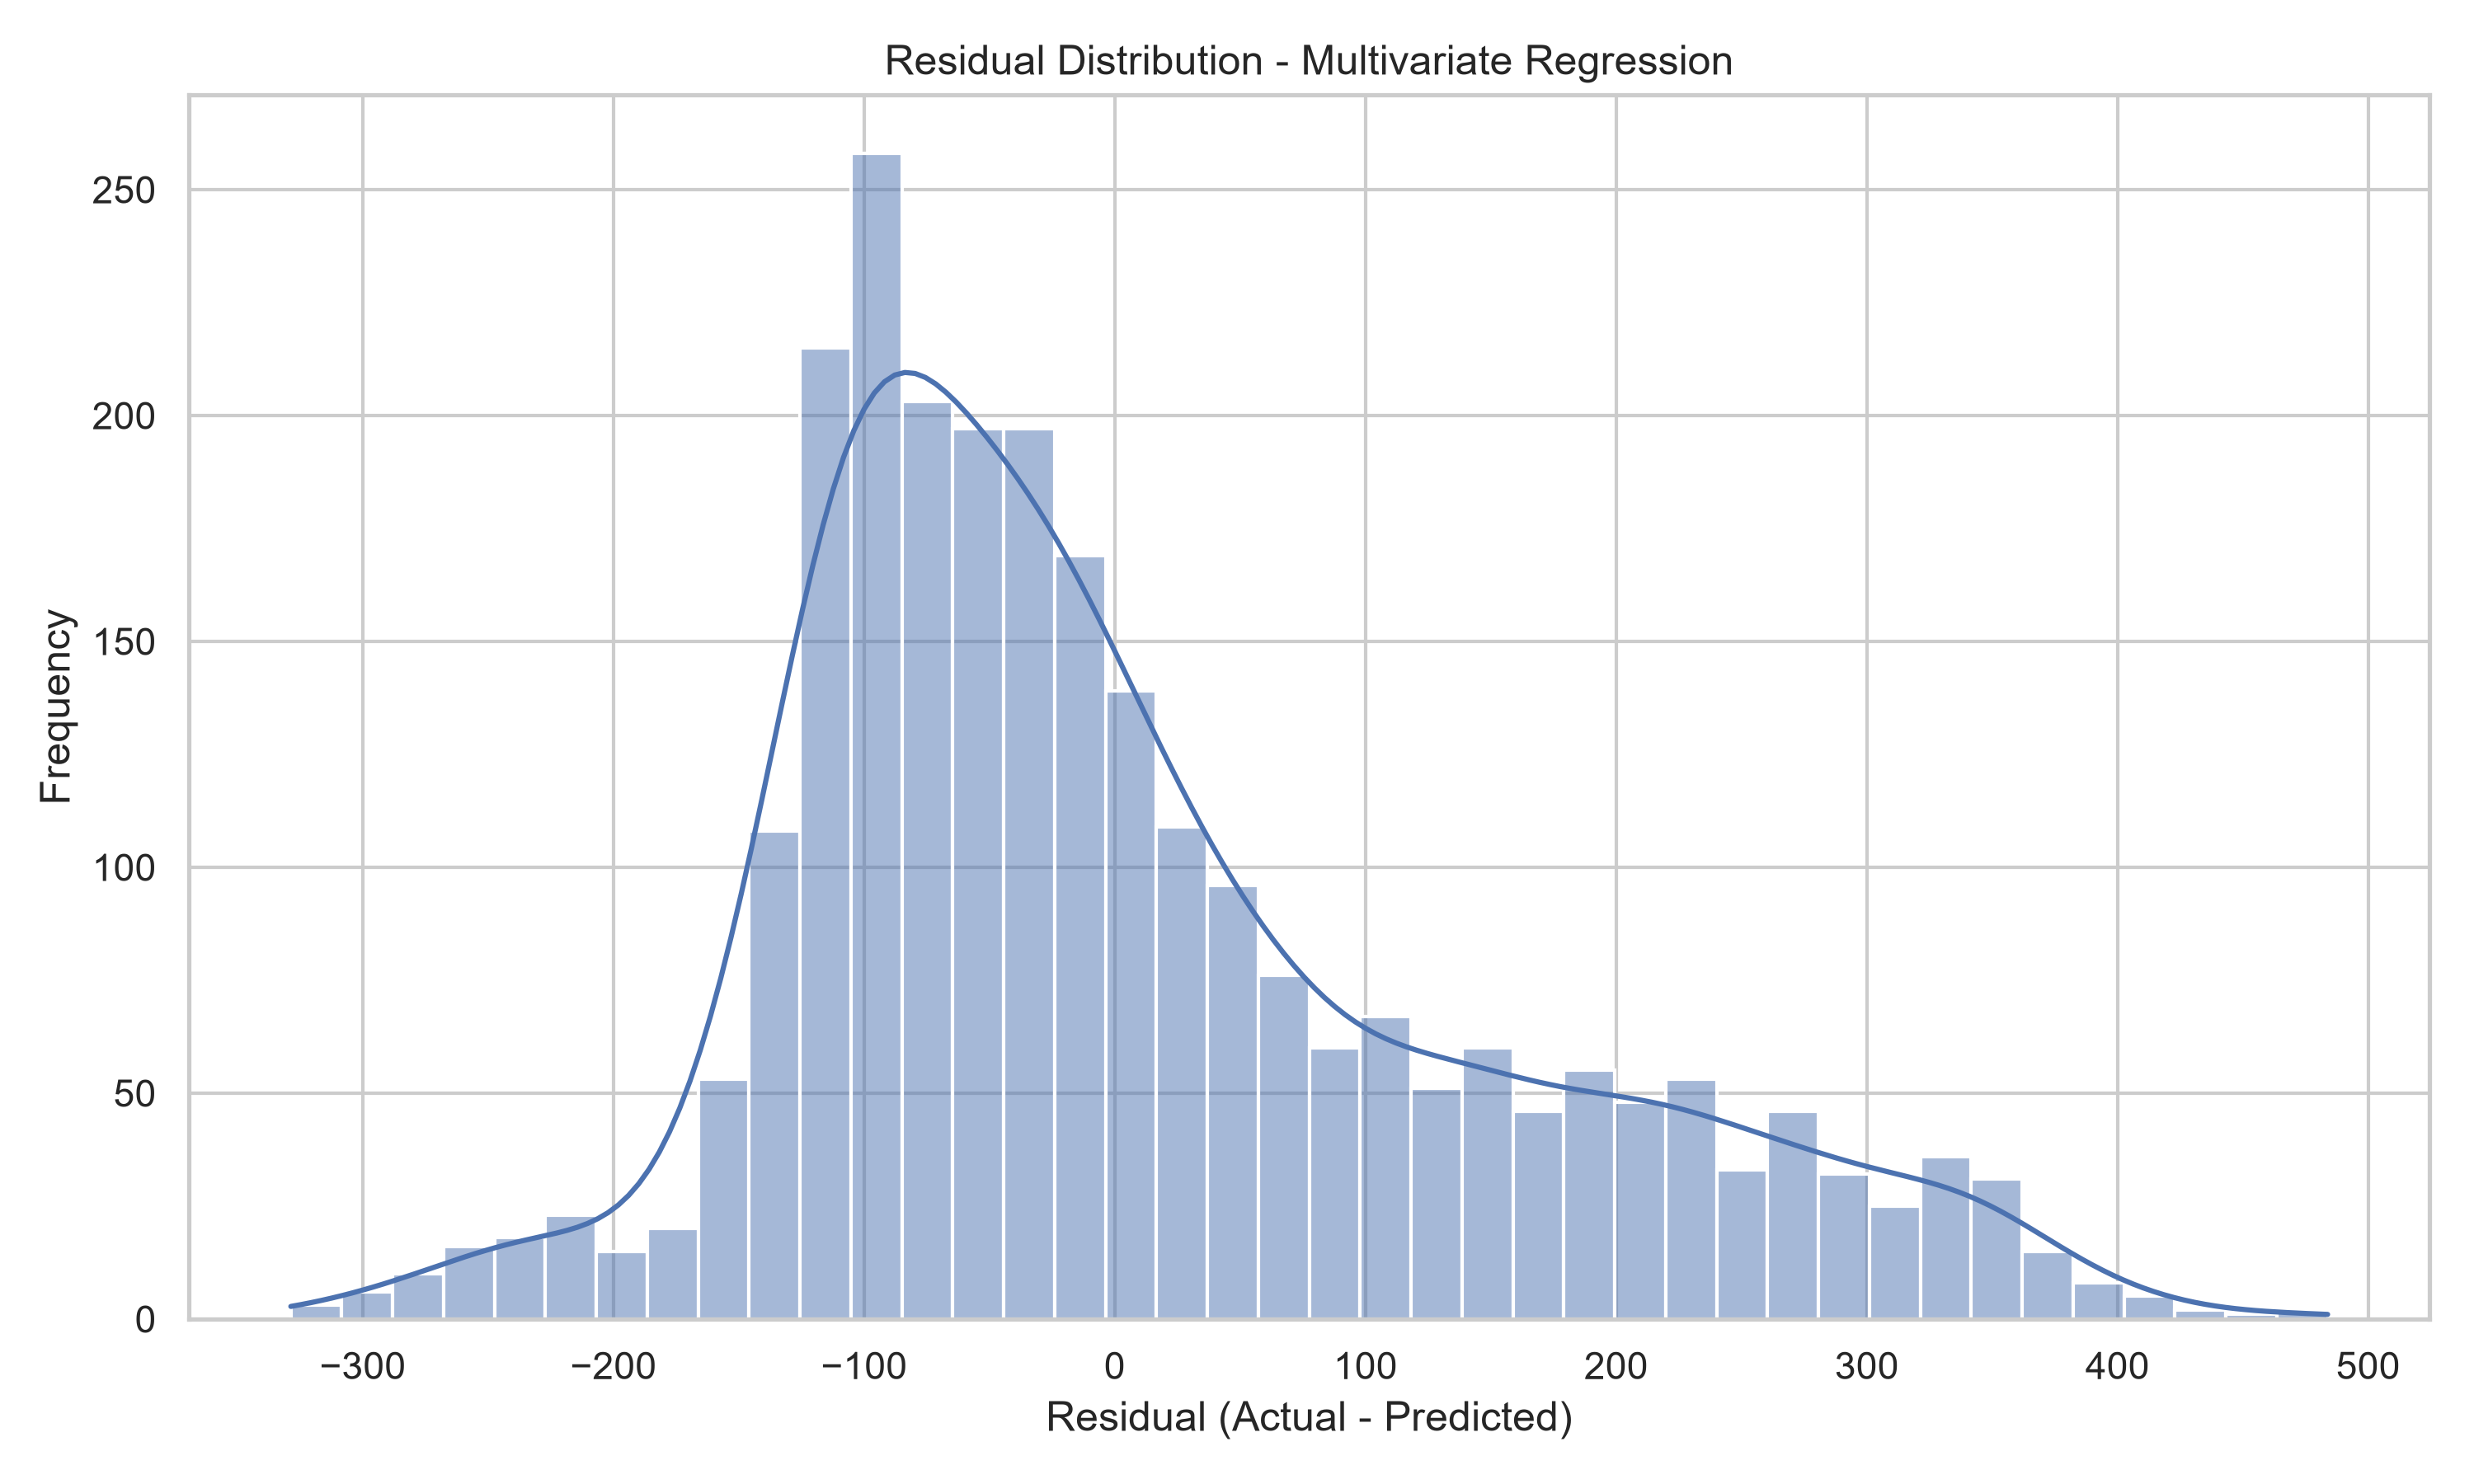 Residual Distribution - Multivariate Regression
Frequency
250
200
150
100
50
0
−300 −200 −100 0 100 200 300 400 500
Residual (Actual - Predicted)